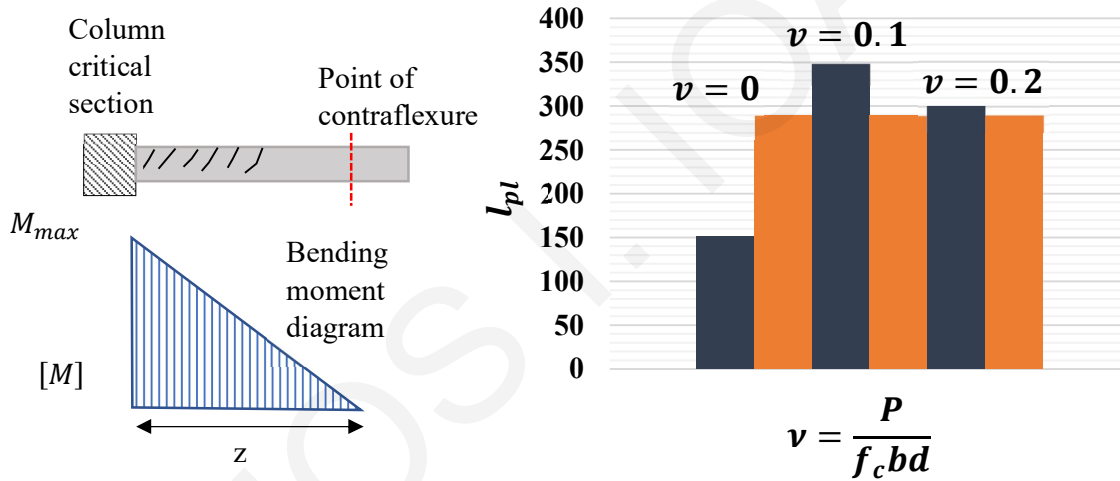 Column
critical
section
Point of
contraflexure
M_max
Bending
moment
diagram
[M]
z
400
350
300
250
200
150
100
50
0
l_pl
ν = 0
ν = 0.1
ν = 0.2
ν = P / f_c bd